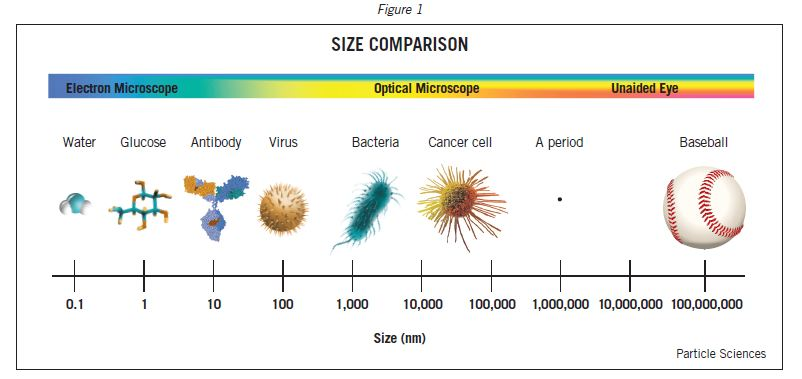 Figure 1
SIZE COMPARISON
Electron Microscope Optical Microscope Unaided Eye
Water Glucose Antibody Virus Bacteria Cancer cell A period Baseball
0.1 1 10 100 1,000 10,000 100,000 1,000,000 10,000,000 100,000,000
Size (nm)
Particle Sciences